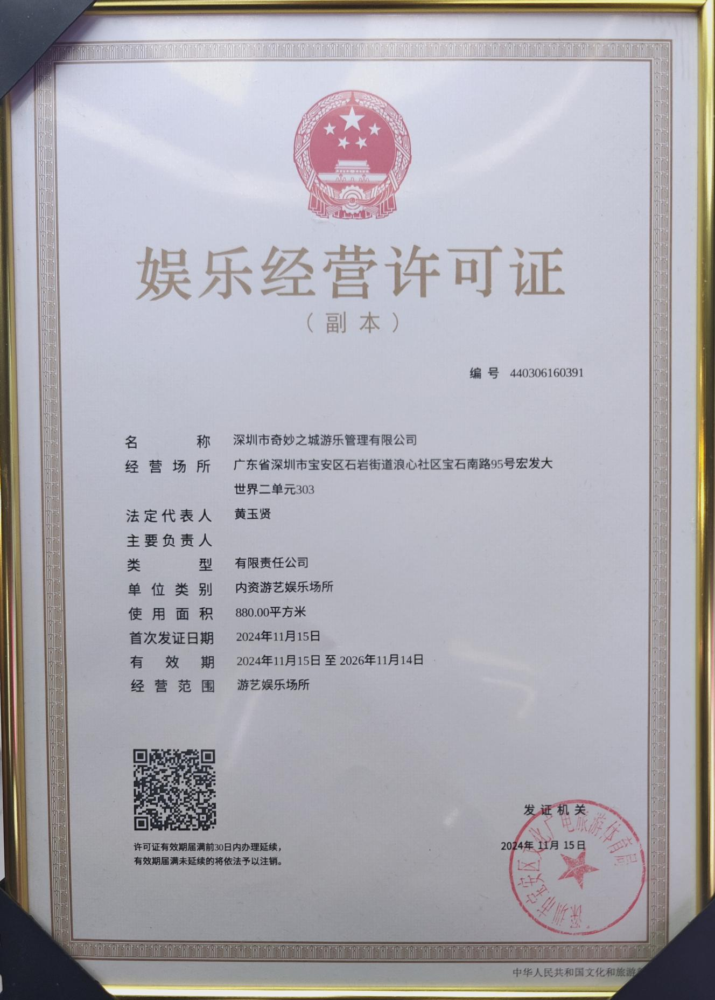 娱乐经营许可证
（副本）
编号 440306160391
名称 深圳市奇妙之城游乐管理有限公司
经营场所 广东省深圳市宝安区石岩街道浪心社区宝石南路95号宏发大
世界二单元303
法定代表人 黄玉贤
主要负责人
类型 有限责任公司
单位类别 内资游艺娱乐场所
使用面积 880.00平方米
首次发证日期 2024年11月15日
有效期 2024年11月15日 至 2026年11月14日
经营范围 游艺娱乐场所
许可证有效期届满前30日内办理延续，
有效期届满未延续的将依法予以注销。
发证机关
2024年 11月 15日
深圳市宝安区文化广电旅游体育局
中华人民共和国文化和旅游